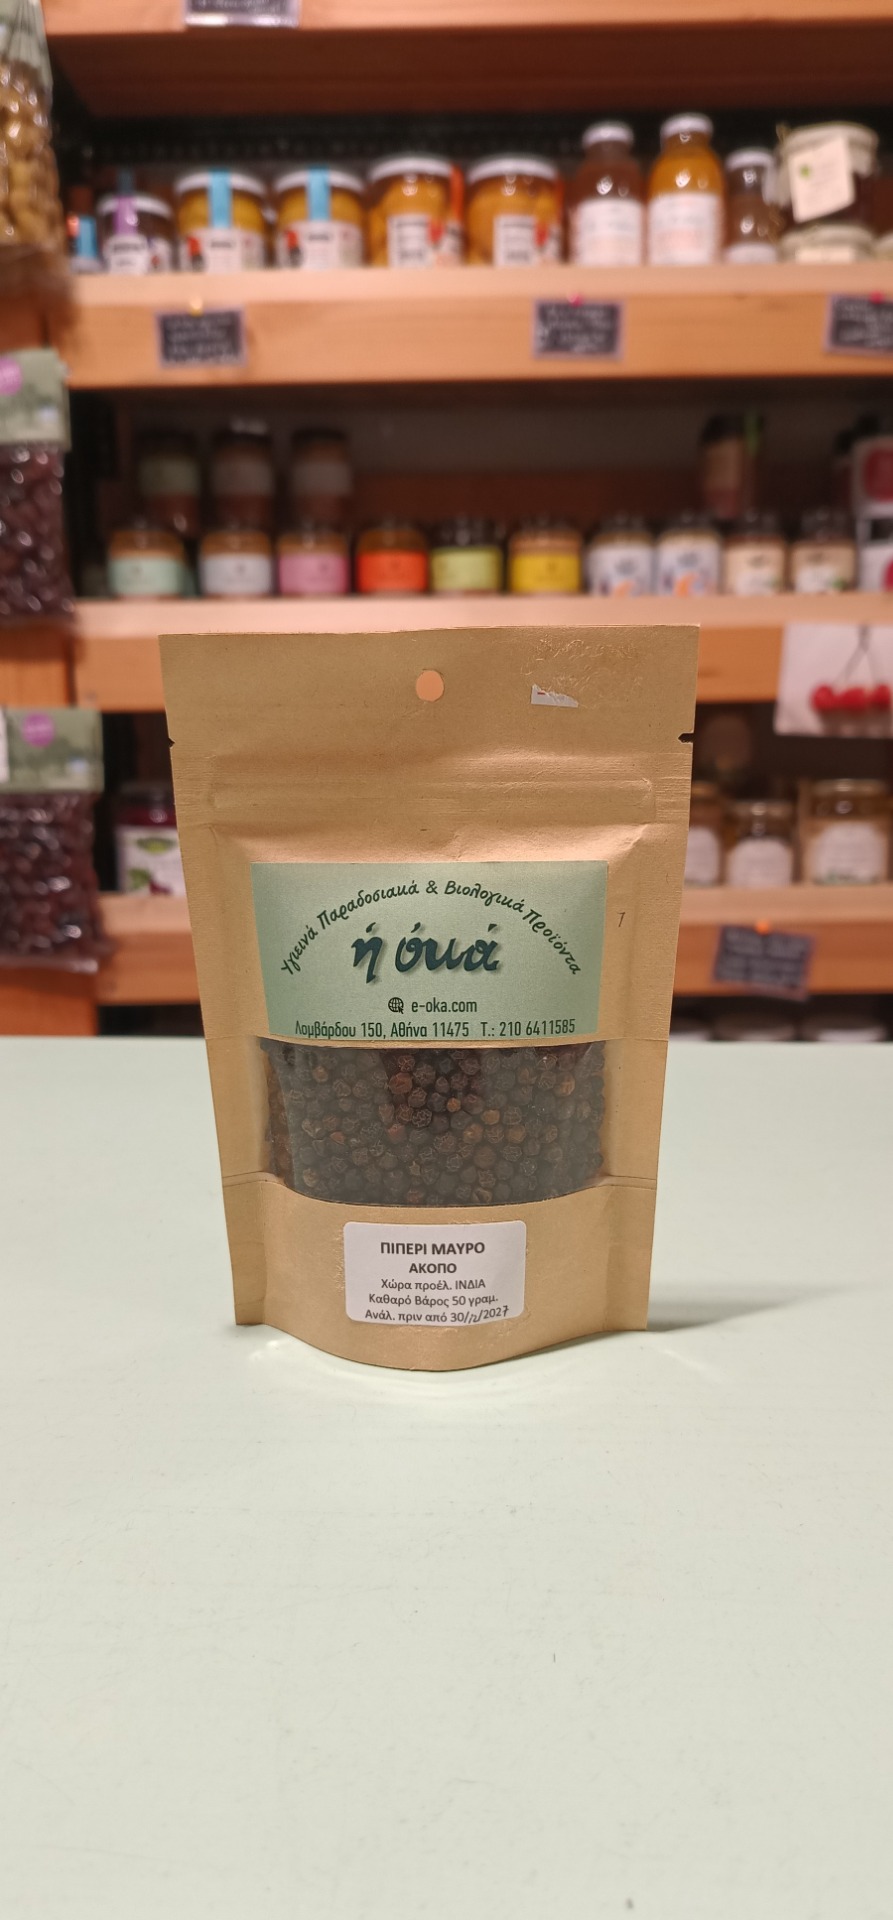 Υγιεινά Παραδοσιακά & Βιολογικά Προϊόντα
ή όκά
e-oka.com
Λομβάρδου 150, Αθήνα 11475 Τ.: 210 6411585
ΠΙΠΕΡΙ ΜΑΥΡΟ
ΑΚΟΠΟ
Χώρα προέλ. ΙΝΔΙΑ
Καθαρό Βάρος 50 γραμ.
Ανάλ. πριν από 30/12/2027